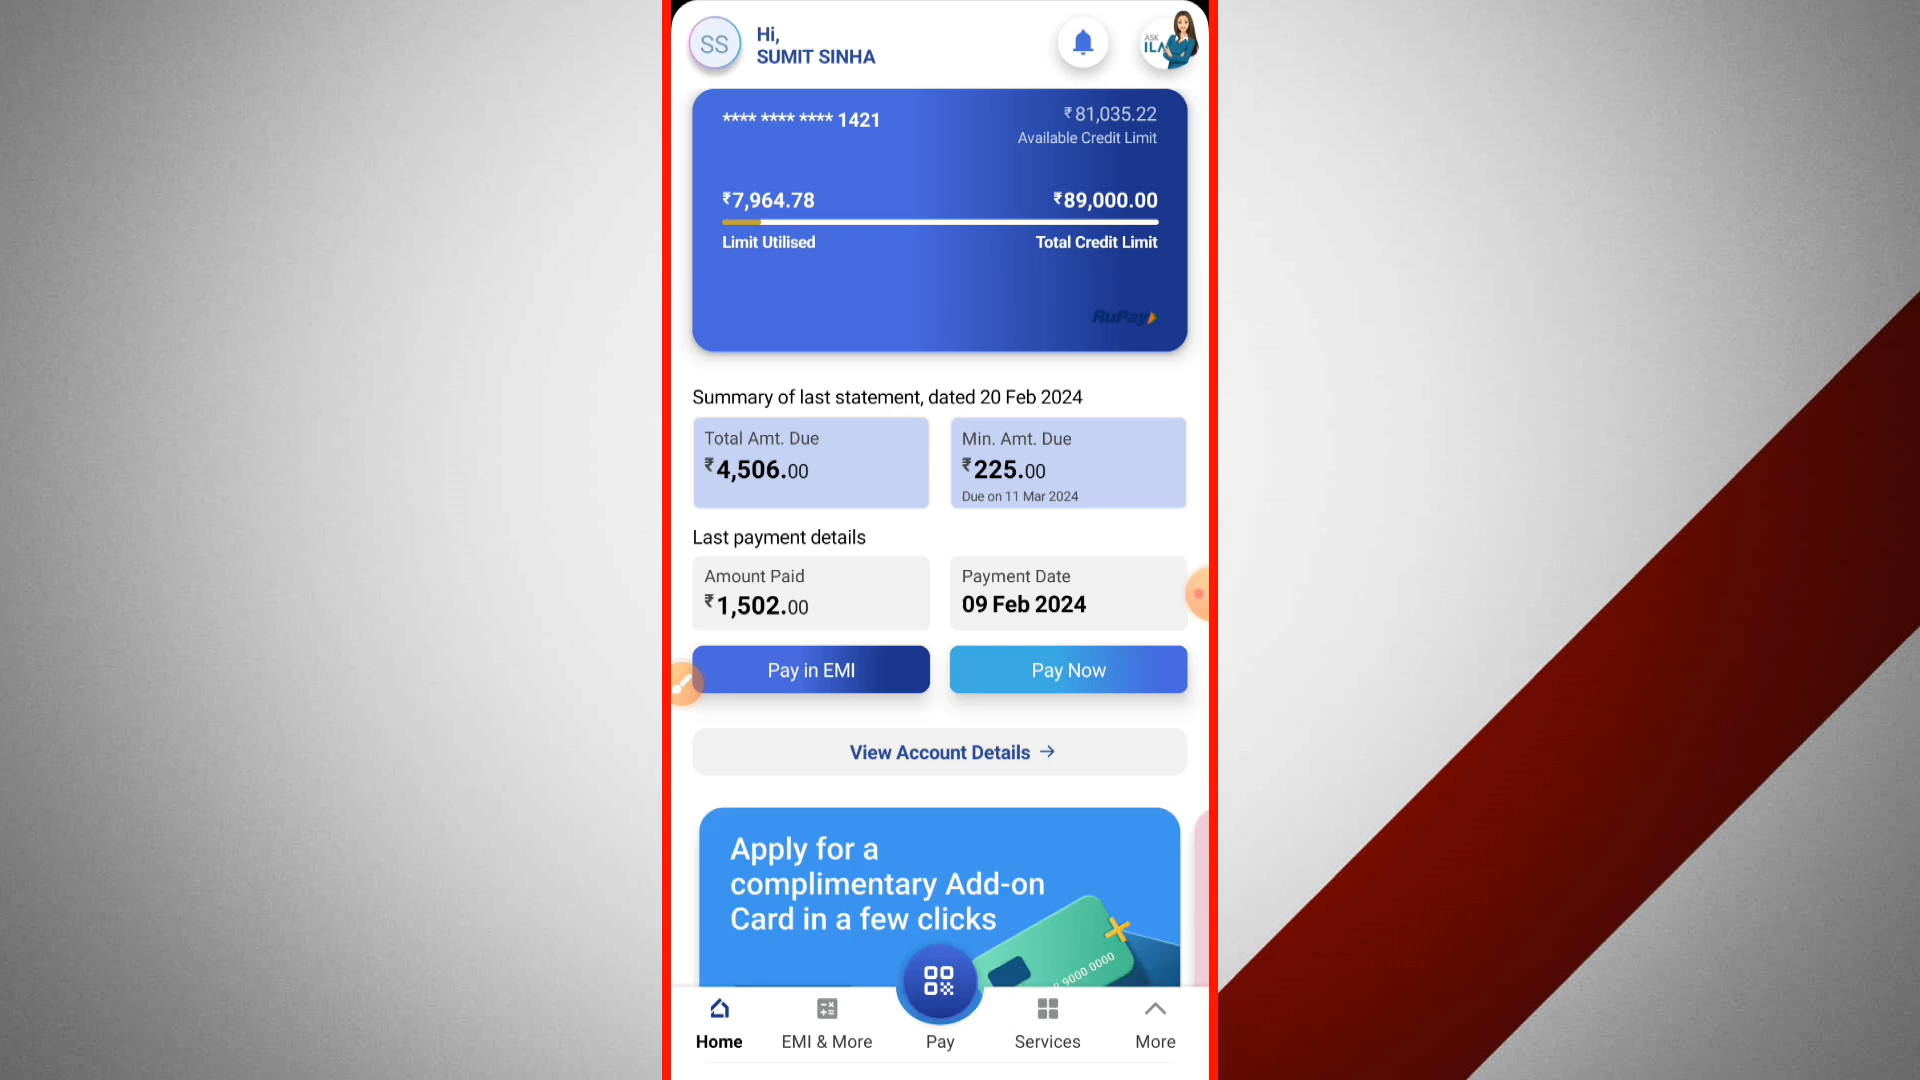 SS
Hi,
SUMIT SINHA
ASK
ILA
**** **** **** 1421
₹81,035.22
Available Credit Limit
₹7,964.78
₹89,000.00
Limit Utilised
Total Credit Limit
RuPay
Summary of last statement, dated 20 Feb 2024
Total Amt. Due
₹4,506.00
Min. Amt. Due
₹225.00
Due on 11 Mar 2024
Last payment details
Amount Paid
₹1,502.00
Payment Date
09 Feb 2024
Pay in EMI
Pay Now
View Account Details →
Apply for a
complimentary Add-on
Card in a few clicks
9000 0000
Home
EMI & More
Pay
Services
More